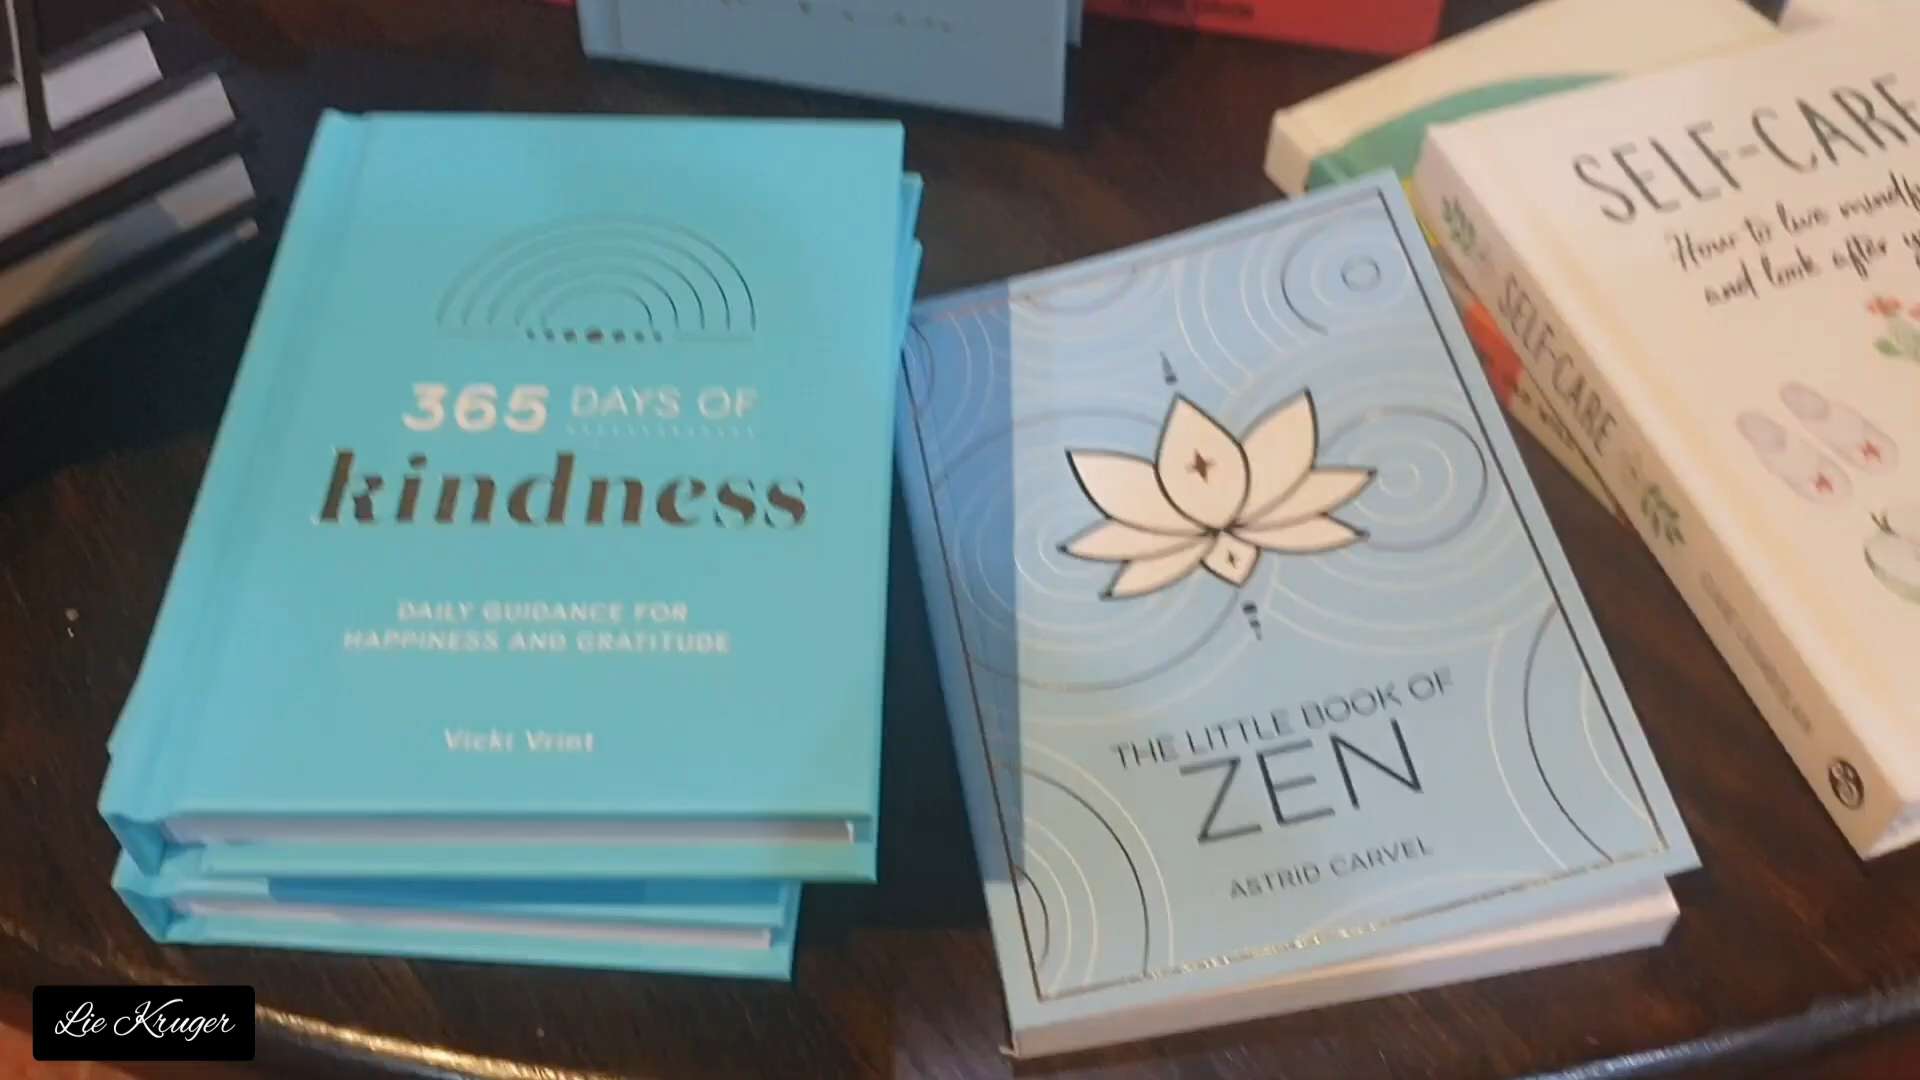 365 DAYS OF
kindness
DAILY GUIDANCE FOR
HAPPINESS AND GRATITUDE
Vicki Vrint
THE LITTLE BOOK OF
ZEN
ASTRID CARVEL
SELF-CARE
How to live
and look after
SELF-CARE
Lie Kruger